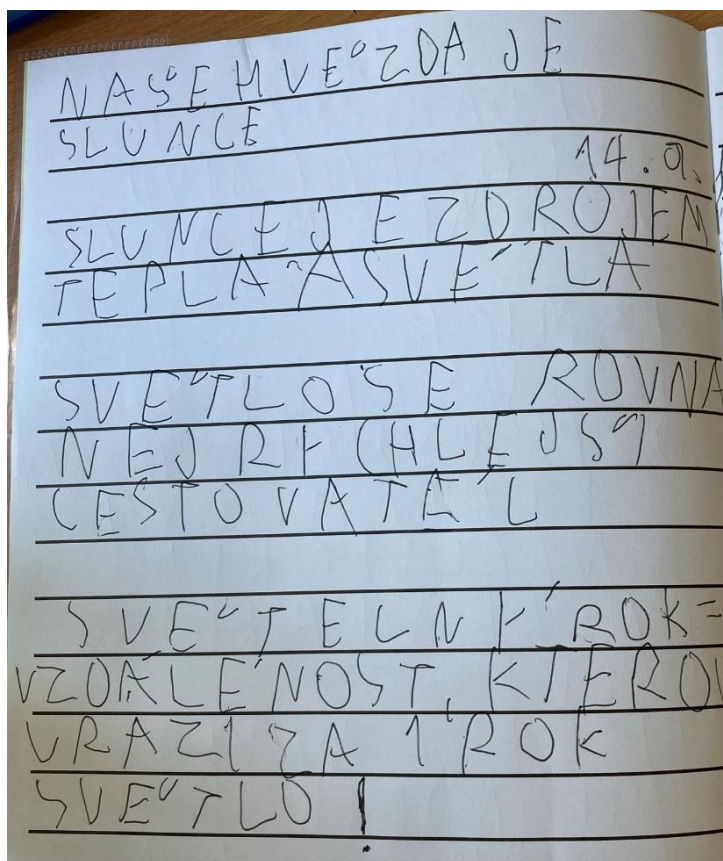 NAŠE HVĚZDA JE
SLUNCE
14.9.
SLUNCE JE ZDROJEM
TEPLA A SVĚTLA
SVĚTLO SE ROVNÁ
NEJRYCHLEJŠÍ
CESTOVATEL
SVĚTELNÝ ROK =
VZDÁLENOST, KTEROU
URAZÍ ZA 1 ROK
SVĚTLO!